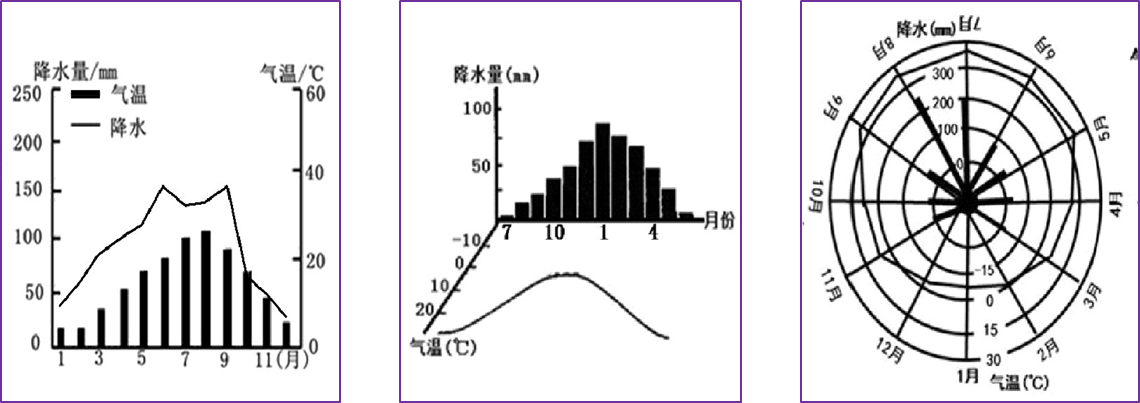 降水量/mm 气温/℃
250 60
气温
降水
200
40
150
100
20
50
0 0
1 3 5 7 9 11(月)
降水量(mm)
100
50
7 10 1 4 月份
-10
0
10
20
气温(℃)
降水(mm)
7月
8月
6月
300
9月
200
5月
100
0
10月
4月
-15
11月
3月
0
15
12月
2月
30
1月
气温(℃)